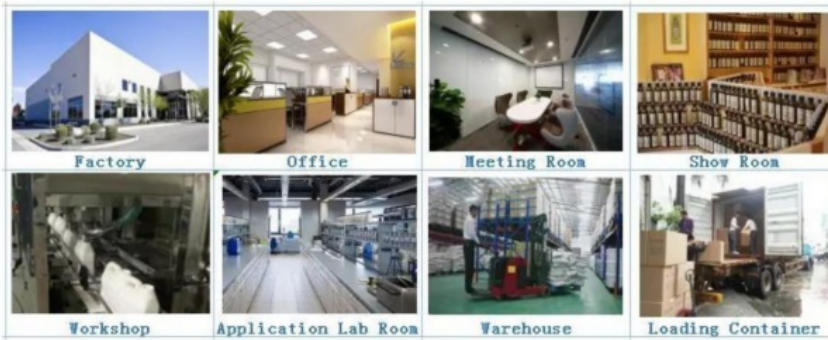 Factory
Office
Meeting Room
Show Room
Workshop
Application Lab Room
Warehouse
Loading Container